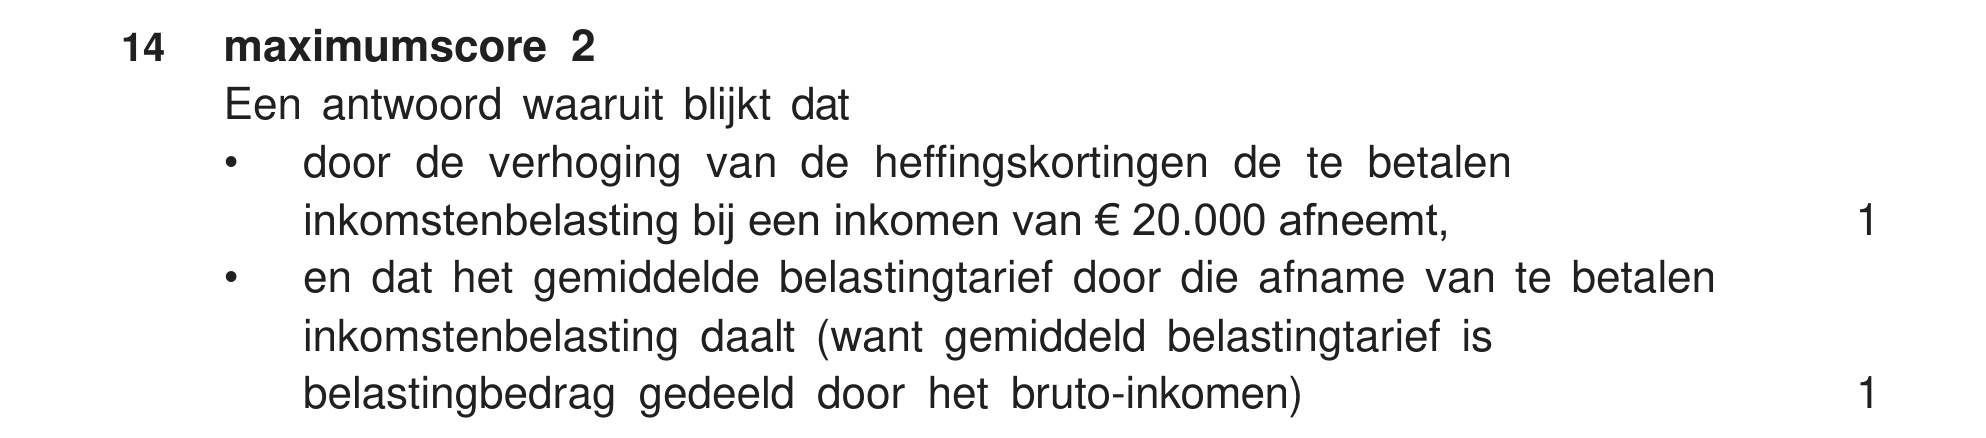 14 maximumscore 2
Een antwoord waaruit blijkt dat
• door de verhoging van de heffingskortingen de te betalen
inkomstenbelasting bij een inkomen van € 20.000 afneemt, 1
• en dat het gemiddelde belastingtarief door die afname van te betalen
inkomstenbelasting daalt (want gemiddeld belastingtarief is
belastingbedrag gedeeld door het bruto-inkomen) 1